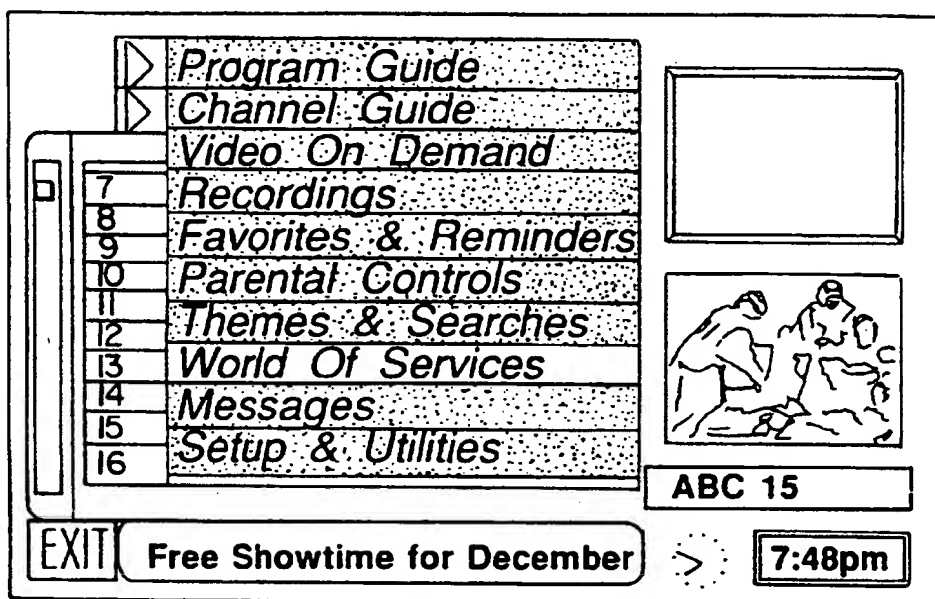 Program Guide
Channel Guide
Video On Demand
7 Recordings
8
9 Favorites & Reminders
10 Parental Controls
11
12 Themes & Searches
13 World Of Services
14 Messages
15
16 Setup & Utilities
ABC 15
EXIT Free Showtime for December
7:48pm